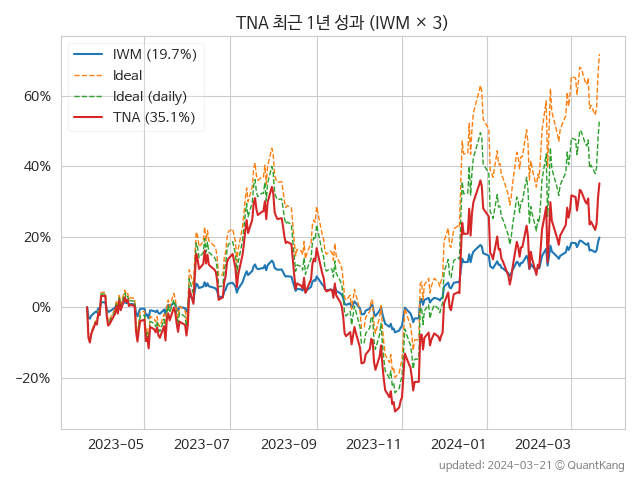 TNA 최근 1년 성과 (IWM × 3)
IWM (19.7%)
Ideal
Ideal (daily)
TNA (35.1%)
60%
40%
20%
0%
−20%
2023−05
2023−07
2023−09
2023−11
2024−01
2024−03
updated: 2024−03−21 © QuantKang